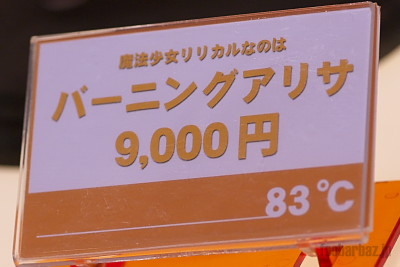 魔法少女リリカルなのは
バーニングアリサ
9,000円
83℃